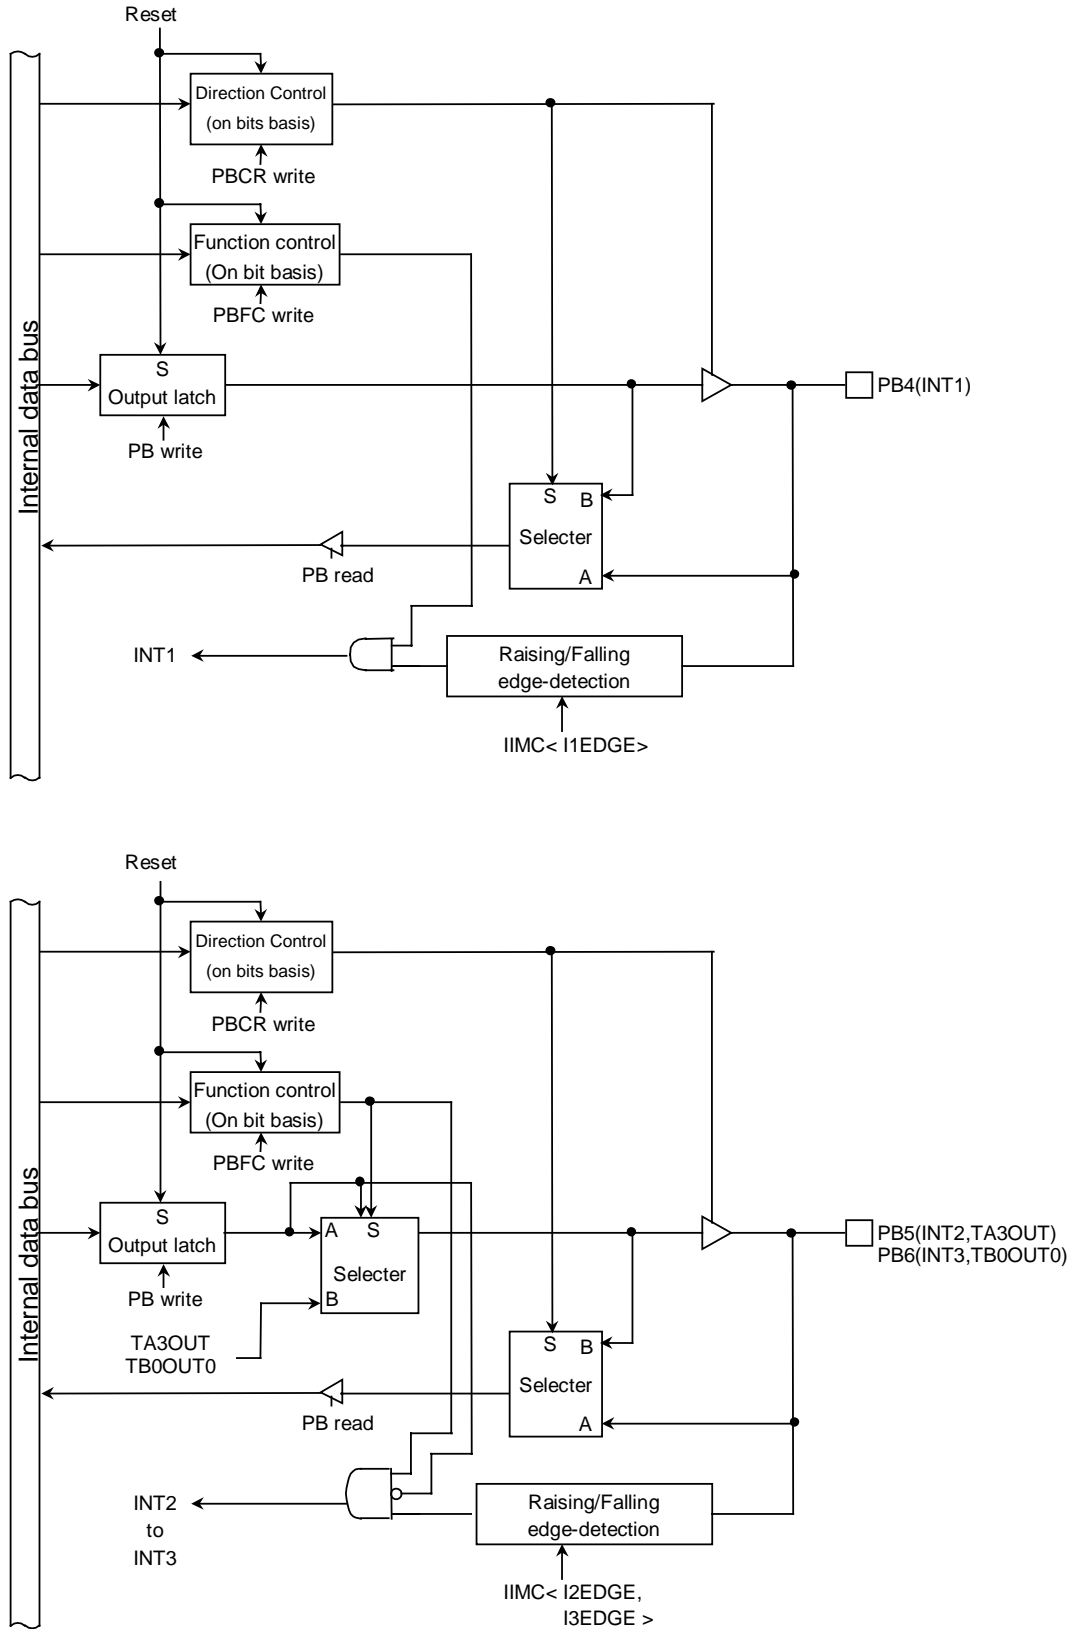 Reset
Direction Control
(on bits basis)
PBCR write
Function control
(On bit basis)
PBFC write
Internal data bus
S
Output latch
PB write
PB4(INT1)
S
B
Selecter
A
PB read
INT1
Raising/Falling
edge-detection
IIMC< I1EDGE>
Reset
Direction Control
(on bits basis)
PBCR write
Function control
(On bit basis)
PBFC write
Internal data bus
S
Output latch
PB write
A
S
Selecter
B
TA3OUT
TB0OUT0
PB5(INT2,TA3OUT)
PB6(INT3,TB0OUT0)
S
B
Selecter
A
PB read
INT2
to
INT3
Raising/Falling
edge-detection
IIMC< I2EDGE,
I3EDGE >